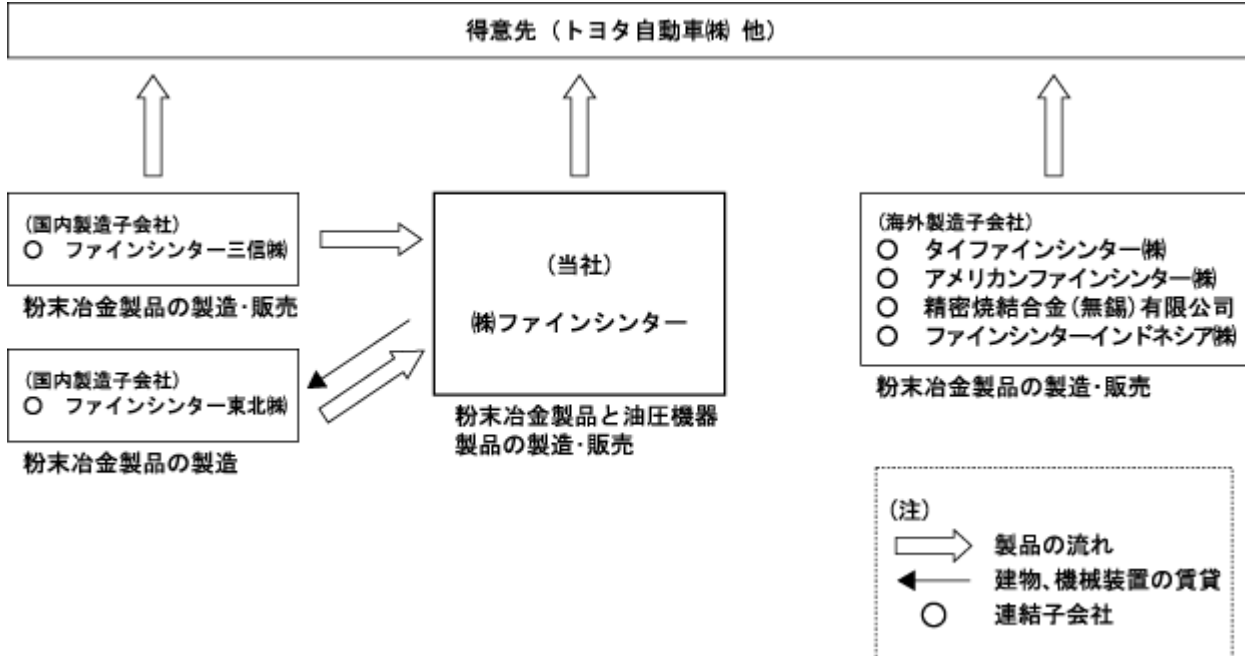 得意先（トヨタ自動車㈱ 他）
（国内製造子会社）
○ ファインシンター三信㈱
粉末冶金製品の製造・販売
（国内製造子会社）
○ ファインシンター東北㈱
粉末冶金製品の製造
（当社）
㈱ファインシンター
粉末冶金製品と油圧機器
製品の製造・販売
（海外製造子会社）
○ タイファインシンター㈱
○ アメリカンファインシンター㈱
○ 精密焼結合金（無錫）有限公司
○ ファインシンターインドネシア㈱
粉末冶金製品の製造・販売
（注）
製品の流れ
建物、機械装置の賃貸
○ 連結子会社